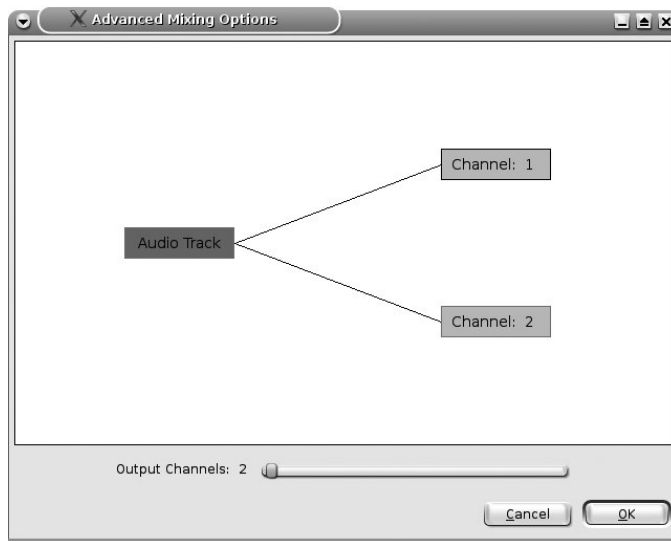 Advanced Mixing Options
Channel: 1
Audio Track
Channel: 2
Output Channels: 2
Cancel
OK